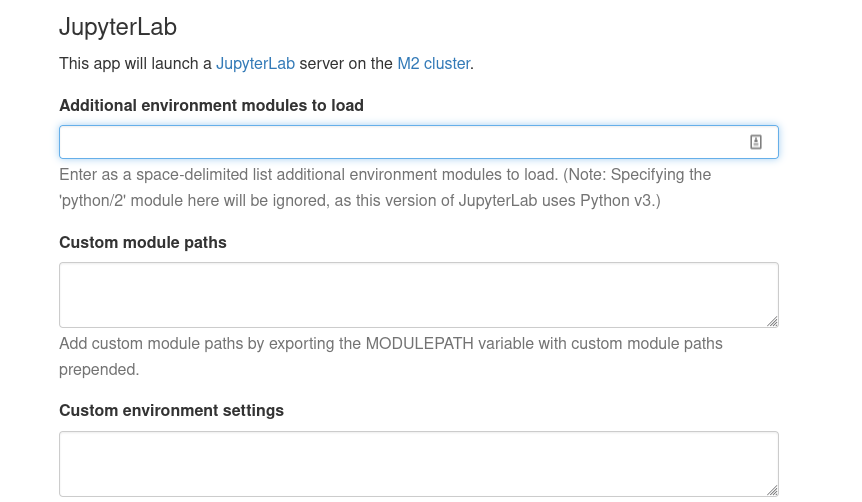 JupyterLab
This app will launch a JupyterLab server on the M2 cluster.
Additional environment modules to load
Enter as a space-delimited list additional environment modules to load. (Note: Specifying the
'python/2' module here will be ignored, as this version of JupyterLab uses Python v3.)
Custom module paths
Add custom module paths by exporting the MODULEPATH variable with custom module paths
prepended.
Custom environment settings